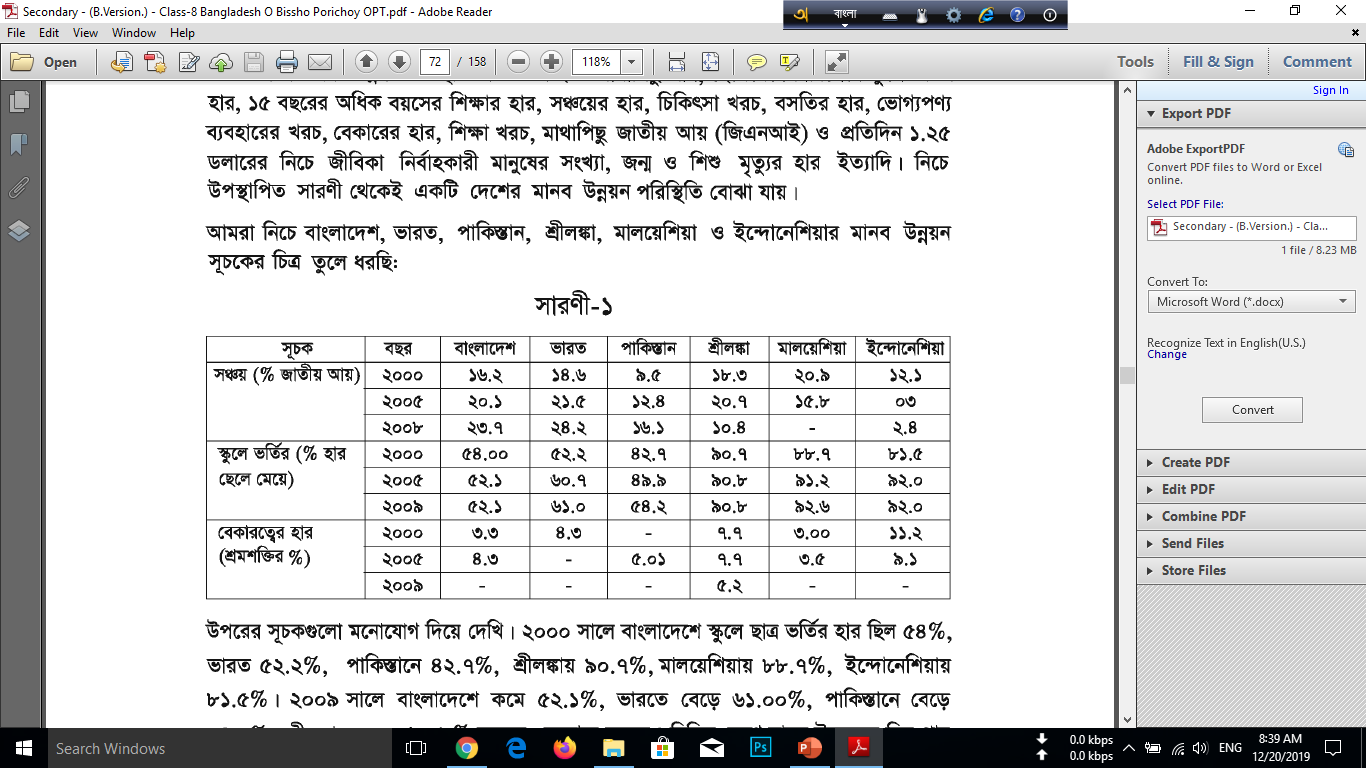 Secondary - (B.Version.) - Class-8 Bangladesh O Bissho Porichoy OPT.pdf - Adobe Reader
বাংলা
File Edit View Window Help
Open 72 / 158 118% Tools Fill & Sign Comment
Sign In
হার, ১৫ বছরের অধিক বয়সের শিক্ষার হার, সঞ্চয়ের হার, চিকিৎসা খরচ, বসতির হার, ভোগ্যপণ্য
ব্যবহারের খরচ, বেকারের হার, শিক্ষা খরচ, মাথাপিছু জাতীয় আয় (জিএনআই) ও প্রতিদিন ১.২৫
ডলারের নিচে জীবিকা নির্বাহকারী মানুষের সংখ্যা, জন্ম ও শিশু মৃত্যুর হার ইত্যাদি। নিচে
উপস্থাপিত সারণী থেকেই একটি দেশের মানব উন্নয়ন পরিস্থিতি বোঝা যায়।
আমরা নিচে বাংলাদেশ, ভারত, পাকিস্তান, শ্রীলঙ্কা, মালয়েশিয়া ও ইন্দোনেশিয়ার মানব উন্নয়ন
সূচকের চিত্র তুলে ধরছি:
সারণী-১
সূচক বছর বাংলাদেশ ভারত পাকিস্তান শ্রীলঙ্কা মালয়েশিয়া ইন্দোনেশিয়া
সঞ্চয় (% জাতীয় আয়) ২০০০ ১৬.২ ১৪.৬ ৯.৫ ১৮.৩ ২০.৯ ১২.১
২০০৫ ২০.১ ২১.৫ ১২.৪ ২০.৭ ১৫.৮ ০৩
২০০৮ ২৩.৭ ২৪.২ ১৬.১ ১০.৪ - ২.৪
স্কুলে ভর্তির (% হার ২০০০ ৫৪.০০ ৫২.২ ৪২.৭ ৯০.৭ ৮৮.৭ ৮১.৫
ছেলে মেয়ে) ২০০৫ ৫২.১ ৬০.৭ ৪৯.৯ ৯০.৮ ৯১.২ ৯২.০
২০০৯ ৫২.১ ৬১.০ ৫৪.২ ৯০.৮ ৯২.৬ ৯২.০
বেকারত্বের হার ২০০০ ৩.৩ ৪.৩ - ৭.৭ ৩.০০ ১১.২
(শ্রমশক্তির %) ২০০৫ ৪.৩ - ৫.০১ ৭.৭ ৩.৫ ৯.১
২০০৯ - - - ৫.২ - -
উপরের সূচকগুলো মনোযোগ দিয়ে দেখি। ২০০০ সালে বাংলাদেশে স্কুলে ছাত্র ভর্তির হার ছিল ৫৪%,
ভারত ৫২.২%, পাকিস্তানে ৪২.৭%, শ্রীলঙ্কায় ৯০.৭%, মালয়েশিয়ায় ৮৮.৭%, ইন্দোনেশিয়ায়
৮১.৫%। ২০০৯ সালে বাংলাদেশে কমে ৫২.১%, ভারতে বেড়ে ৬১.০০%, পাকিস্তানে বেড়ে
Export PDF
Adobe ExportPDF
Convert PDF files to Word or Excel
online.
Select PDF File:
Secondary - (B.Version.) - Cla...
1 file / 8.23 MB
Convert To:
Microsoft Word (*.docx)
Recognize Text in English(U.S.)
Change
Convert
Create PDF
Edit PDF
Combine PDF
Send Files
Store Files
Search Windows
0.0 kbps
0.0 kbps
ENG
8:39 AM
12/20/2019